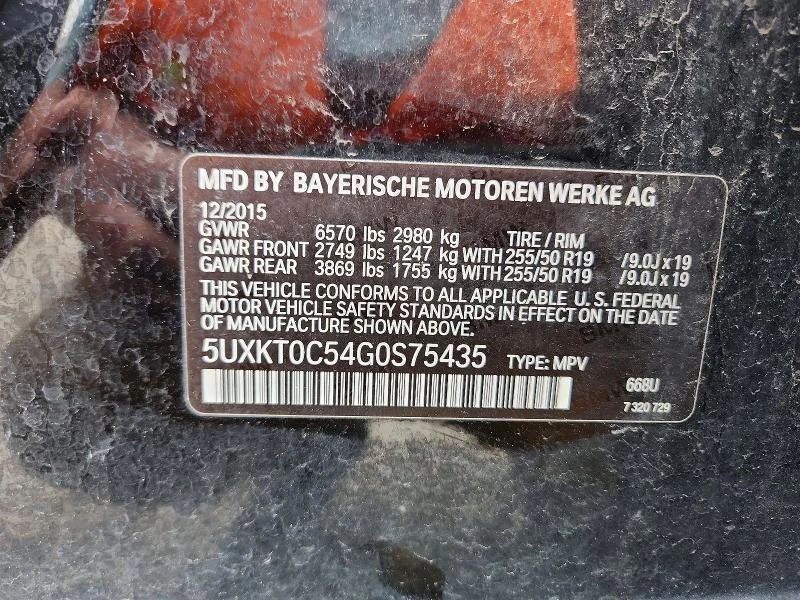 MFD BY BAYERISCHE MOTOREN WERKE AG
12/2015
GVWR 6570 lbs 2980 kg TIRE / RIM
GAWR FRONT 2749 lbs 1247 kg WITH 255/50 R19 /9.0J x 19
GAWR REAR 3869 lbs 1755 kg WITH 255/50 R19 /9.0J x 19
THIS VEHICLE CONFORMS TO ALL APPLICABLE U.S. FEDERAL
MOTOR VEHICLE SAFETY STANDARDS IN EFFECT ON THE DATE
OF MANUFACTURE SHOWN ABOVE.
5UXKT0C54G0S75435 TYPE: MPV
668U
7 320 729